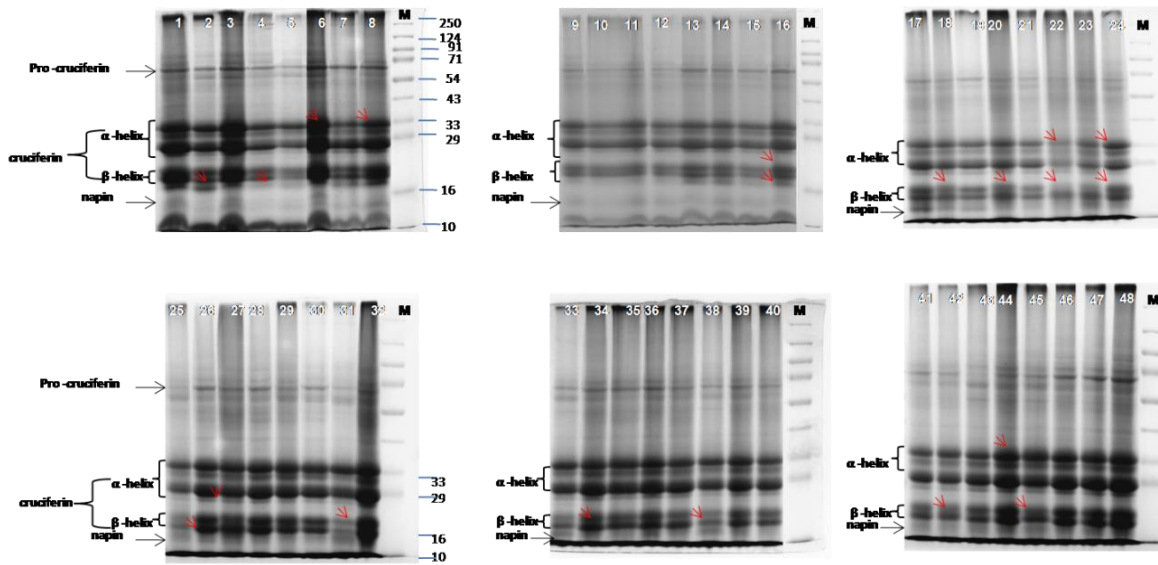 1 2 3 4 5 6 7 8 M
250
124
91
71
54
43
33
29
16
10
Pro -cruciferin
α -helix
cruciferin
β -helix
napin
9 10 11 12 13 14 15 16 M
α -helix
β -helix
napin
17 18 19 20 21 22 23 24 M
α -helix
β -helix
napin
25 26 27 28 29 30 31 32 M
Pro -cruciferin
α -helix
cruciferin
β -helix
napin
33
29
16
10
33 34 35 36 37 38 39 40 M
α -helix
β -helix
napin
41 42 43 44 45 46 47 48 M
α -helix
β -helix
napin